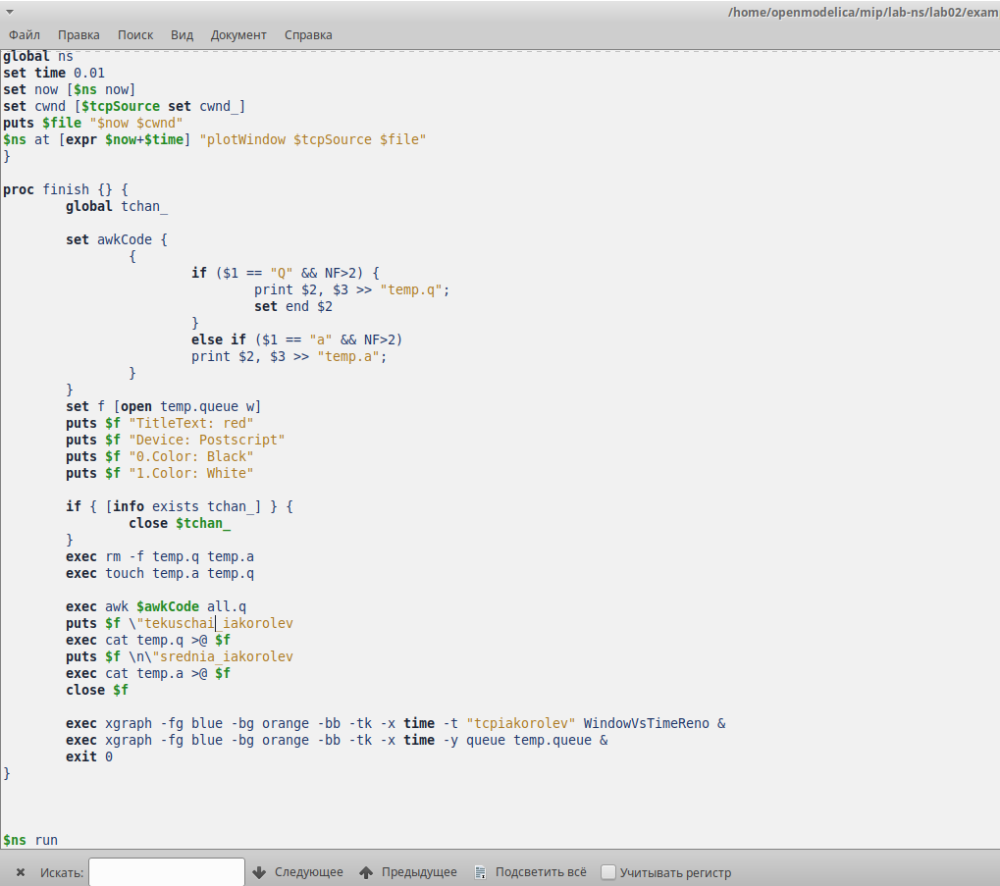 /home/openmodelica/mip/lab-ns/lab02/exam
Файл Правка Поиск Вид Документ Справка
global ns
set time 0.01
set now [$ns now]
set cwnd [$tcpSource set cwnd_]
puts $file "$now $cwnd"
$ns at [expr $now+$time] "plotWindow $tcpSource $file"
}
proc finish {} {
global tchan_
set awkCode {
{
if ($1 == "Q" && NF>2) {
print $2, $3 >> "temp.q";
set end $2
}
else if ($1 == "a" && NF>2)
print $2, $3 >> "temp.a";
}
}
set f [open temp.queue w]
puts $f "TitleText: red"
puts $f "Device: Postscript"
puts $f "0.Color: Black"
puts $f "1.Color: White"
if { [info exists tchan_] } {
close $tchan_
}
exec rm -f temp.q temp.a
exec touch temp.a temp.q
exec awk $awkCode all.q
puts $f \"tekuschai_iakorolev
exec cat temp.q >@ $f
puts $f \n\"srednia_iakorolev
exec cat temp.a >@ $f
close $f
exec xgraph -fg blue -bg orange -bb -tk -x time -t "tcpiakorolev" WindowVsTimeReno &
exec xgraph -fg blue -bg orange -bb -tk -x time -y queue temp.queue &
exit 0
}
$ns run
Искать: Следующее Предыдущее Подсветить всё Учитывать регистр